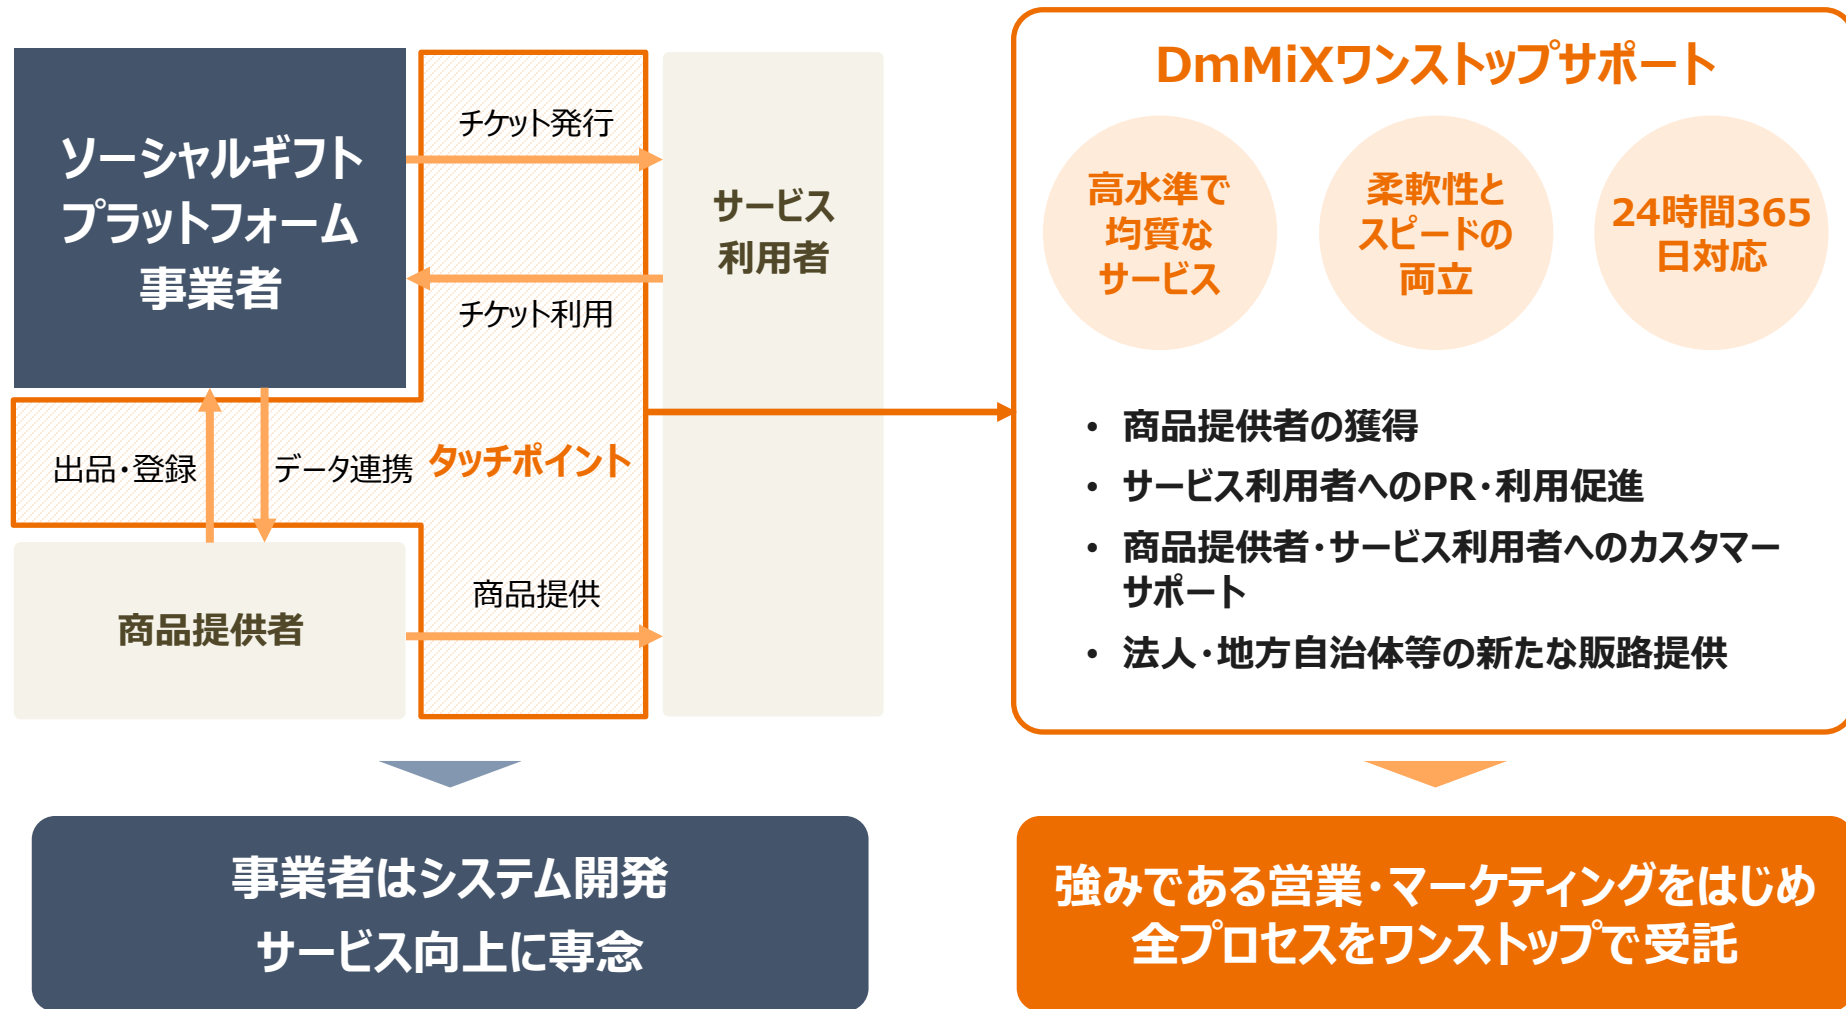 ソーシャルギフト
プラットフォーム
事業者
チケット発行
チケット利用
サービス
利用者
出品・登録
データ連携
タッチポイント
商品提供者
商品提供
DmMiXワンストップサポート
高水準で
均質な
サービス
柔軟性と
スピードの
両立
24時間365
日対応
• 商品提供者の獲得
• サービス利用者へのPR・利用促進
• 商品提供者・サービス利用者へのカスタマー
サポート
• 法人・地方自治体等の新たな販路提供
事業者はシステム開発
サービス向上に専念
強みである営業・マーケティングをはじめ
全プロセスをワンストップで受託